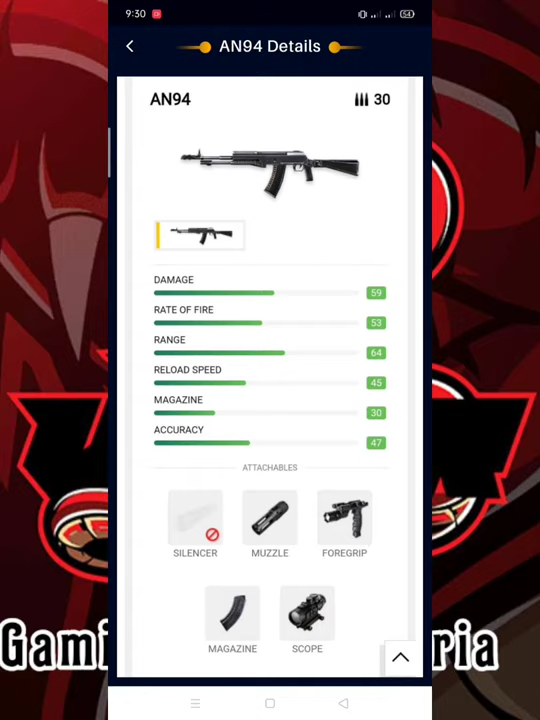 9:30
54
AN94 Details
AN94
30
DAMAGE
59
RATE OF FIRE
53
RANGE
64
RELOAD SPEED
45
MAGAZINE
30
ACCURACY
47
ATTACHABLES
SILENCER
MUZZLE
FOREGRIP
MAGAZINE
SCOPE
Gami
ria